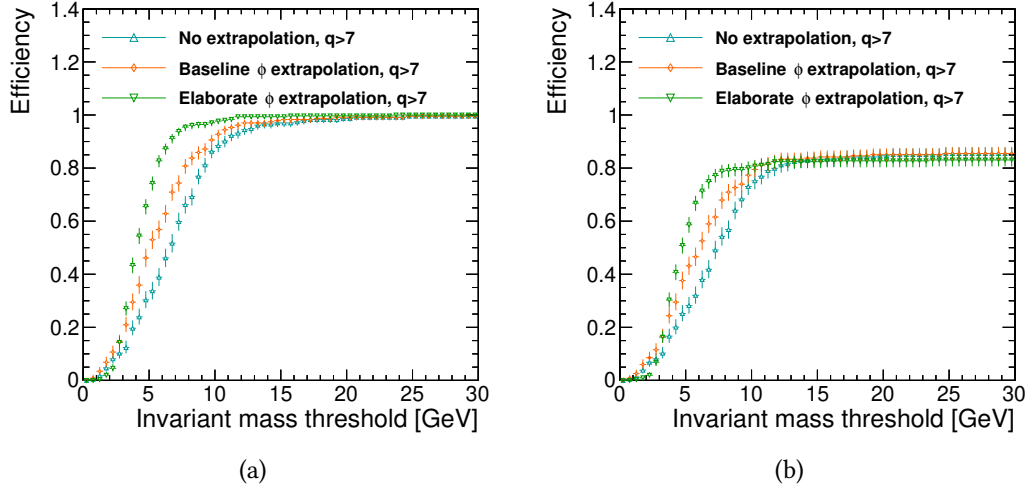 Efficiency
1.4
1.2
1
0.8
0.6
0.4
0.2
0
No extrapolation, q>7
Baseline ϕ extrapolation, q>7
Elaborate ϕ extrapolation, q>7
0 5 10 15 20 25 30
Invariant mass threshold [GeV]
(a)
Efficiency
1.4
1.2
1
0.8
0.6
0.4
0.2
0
No extrapolation, q>7
Baseline ϕ extrapolation, q>7
Elaborate ϕ extrapolation, q>7
0 5 10 15 20 25 30
Invariant mass threshold [GeV]
(b)